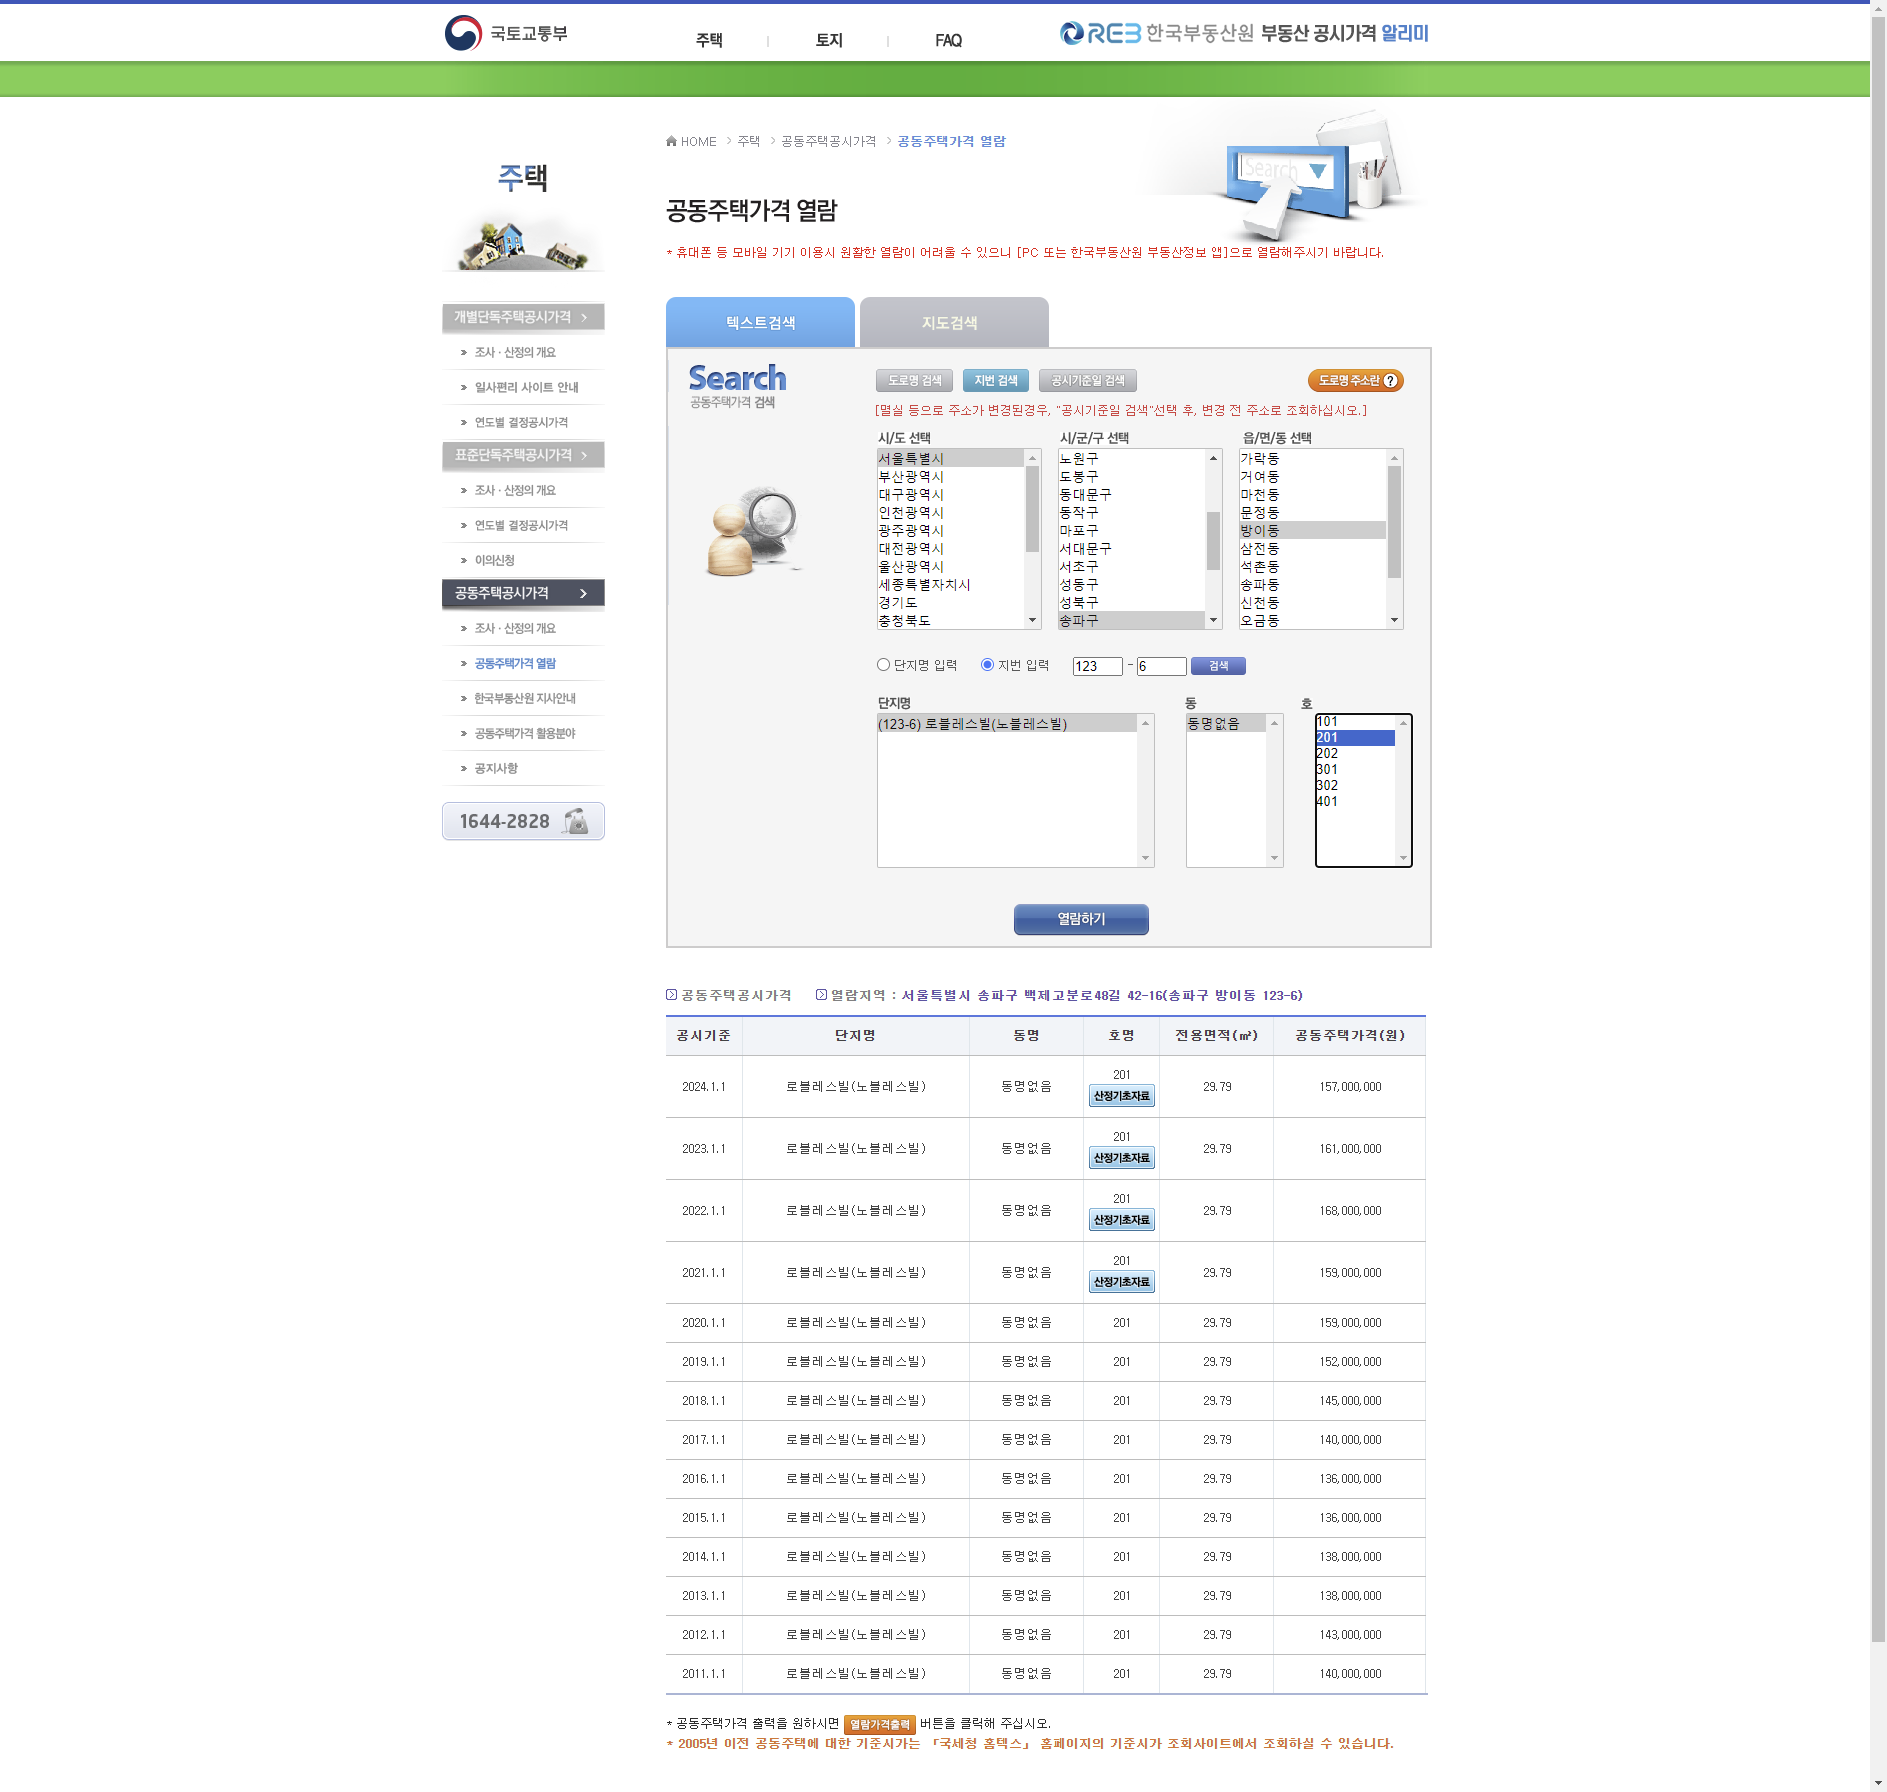 국토교통부
주택
토지
FAQ
REB 한국부동산원 부동산 공시가격 알리미
HOME > 주택 > 공동주택공시가격 > 공동주택가격 열람
주택
공동주택가격 열람
* 휴대폰 등 모바일 기기 이용시 원활한 열람이 어려울 수 있으니 [PC 또는 한국부동산원 부동산정보 앱]으로 열람해주시기 바랍니다.
Search
개별단독주택공시가격
조사 · 산정의 개요
일사편리 사이트 안내
연도별 결정공시가격
표준단독주택공시가격
조사 · 산정의 개요
연도별 결정공시가격
이의신청
공동주택공시가격
조사 · 산정의 개요
공동주택가격 열람
한국부동산원 지사안내
공동주택가격 활용분야
공지사항
1644-2828
텍스트검색
지도검색
Search
공동주택가격 검색
도로명 검색
지번 검색
공시기준일 검색
도로명 주소란 ?
[멸실 등으로 주소가 변경된경우, "공시기준일 검색"선택 후, 변경 전 주소로 조회하십시오.]
시/도 선택
서울특별시
부산광역시
대구광역시
인천광역시
광주광역시
대전광역시
울산광역시
세종특별자치시
경기도
충청북도
시/군/구 선택
노원구
도봉구
동대문구
동작구
마포구
서대문구
서초구
성동구
성북구
송파구
읍/면/동 선택
가락동
거여동
마천동
문정동
방이동
삼전동
석촌동
송파동
신천동
오금동
단지명 입력
지번 입력
123 - 6
검색
단지명
(123-6) 로블레스빌(노블레스빌)
동
동명없음
호
101
201
202
301
302
401
열람하기
공동주택공시가격
열람지역 : 서울특별시 송파구 백제고분로48길 42-16(송파구 방이동 123-6)
공시기준 단지명 동명 호명 전용면적(㎡) 공동주택가격(원)
2024.1.1 로블레스빌(노블레스빌) 동명없음 201 산정기초자료 29.79 157,000,000
2023.1.1 로블레스빌(노블레스빌) 동명없음 201 산정기초자료 29.79 161,000,000
2022.1.1 로블레스빌(노블레스빌) 동명없음 201 산정기초자료 29.79 168,000,000
2021.1.1 로블레스빌(노블레스빌) 동명없음 201 산정기초자료 29.79 159,000,000
2020.1.1 로블레스빌(노블레스빌) 동명없음 201 29.79 159,000,000
2019.1.1 로블레스빌(노블레스빌) 동명없음 201 29.79 152,000,000
2018.1.1 로블레스빌(노블레스빌) 동명없음 201 29.79 145,000,000
2017.1.1 로블레스빌(노블레스빌) 동명없음 201 29.79 140,000,000
2016.1.1 로블레스빌(노블레스빌) 동명없음 201 29.79 136,000,000
2015.1.1 로블레스빌(노블레스빌) 동명없음 201 29.79 136,000,000
2014.1.1 로블레스빌(노블레스빌) 동명없음 201 29.79 138,000,000
2013.1.1 로블레스빌(노블레스빌) 동명없음 201 29.79 138,000,000
2012.1.1 로블레스빌(노블레스빌) 동명없음 201 29.79 143,000,000
2011.1.1 로블레스빌(노블레스빌) 동명없음 201 29.79 140,000,000
* 공동주택가격 출력을 원하시면 열람가격출력 버튼을 클릭해 주십시오.
* 2005년 이전 공동주택에 대한 기준시가는 「국세청 홈텍스」 홈페이지의 기준시가 조회사이트에서 조회하실 수 있습니다.